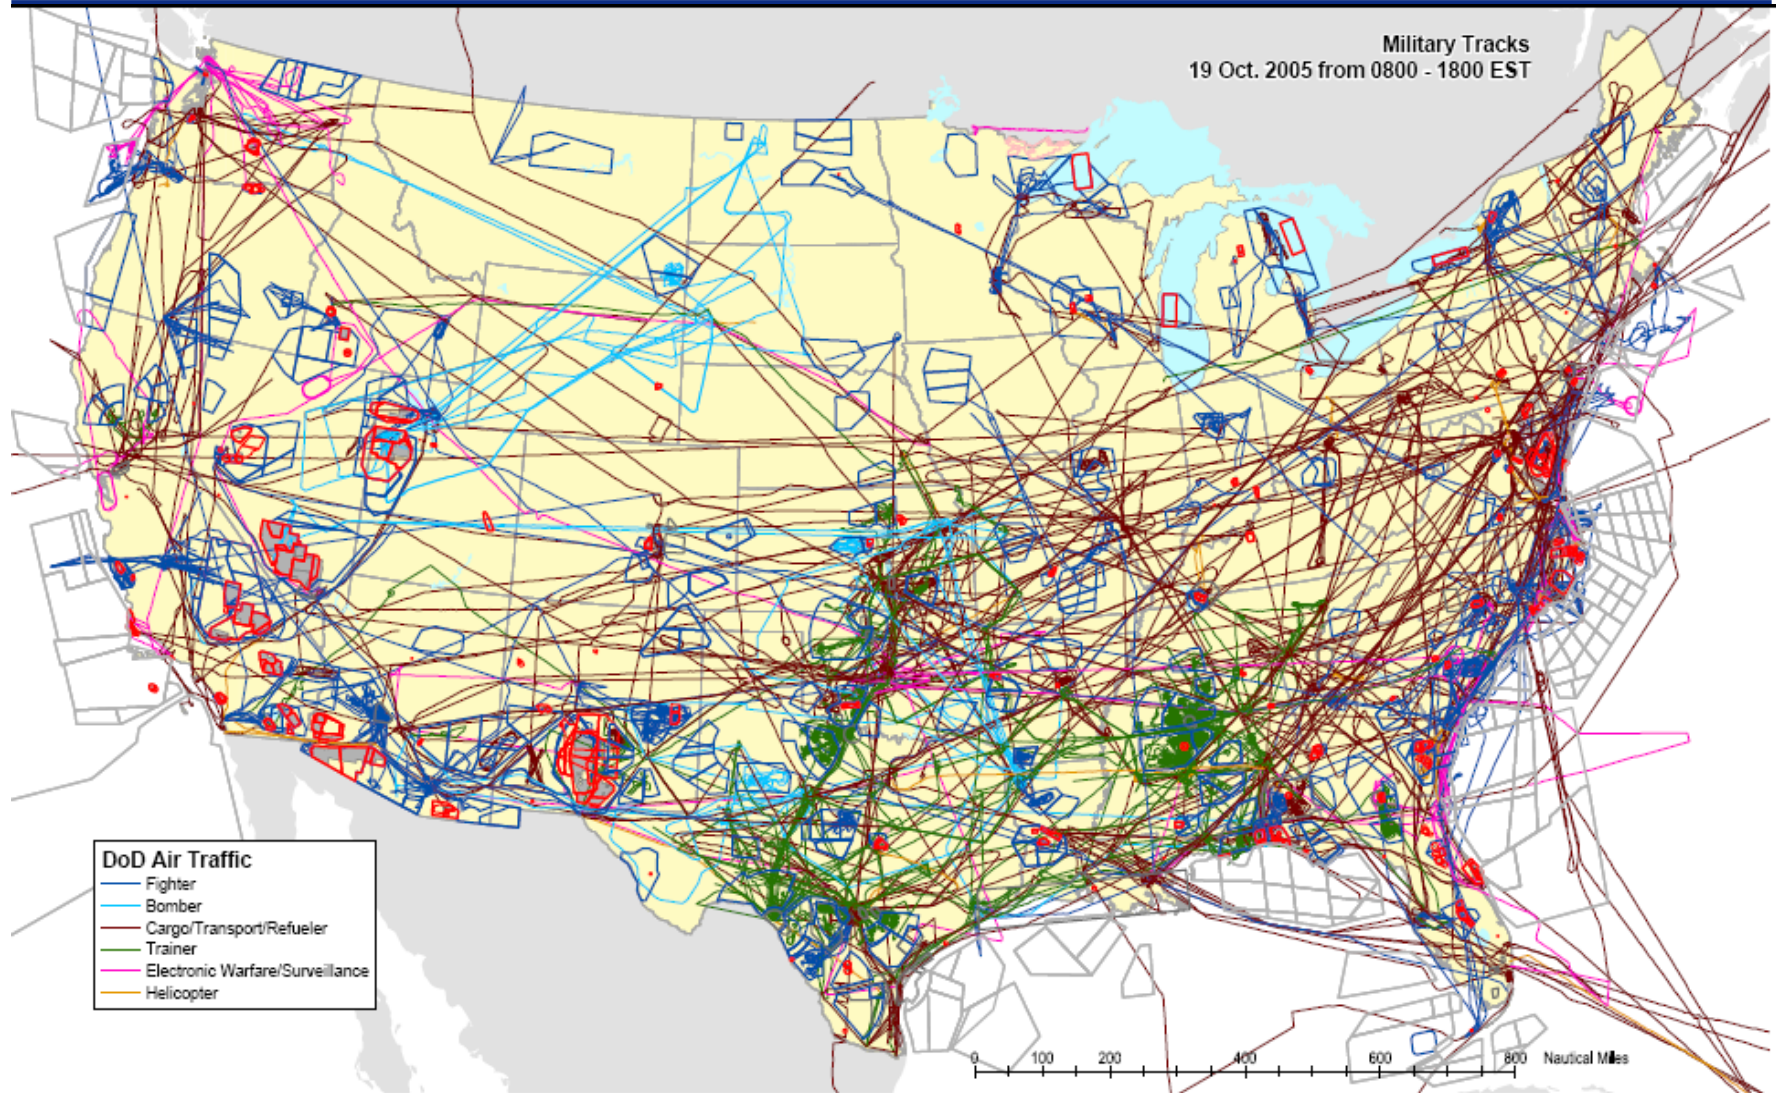 Military Tracks
19 Oct. 2005 from 0800 - 1800 EST
DoD Air Traffic
Fighter
Bomber
Cargo/Transport/Refueler
Trainer
Electronic Warfare/Surveillance
Helicopter
0 100 200 400 600 800 Nautical Miles